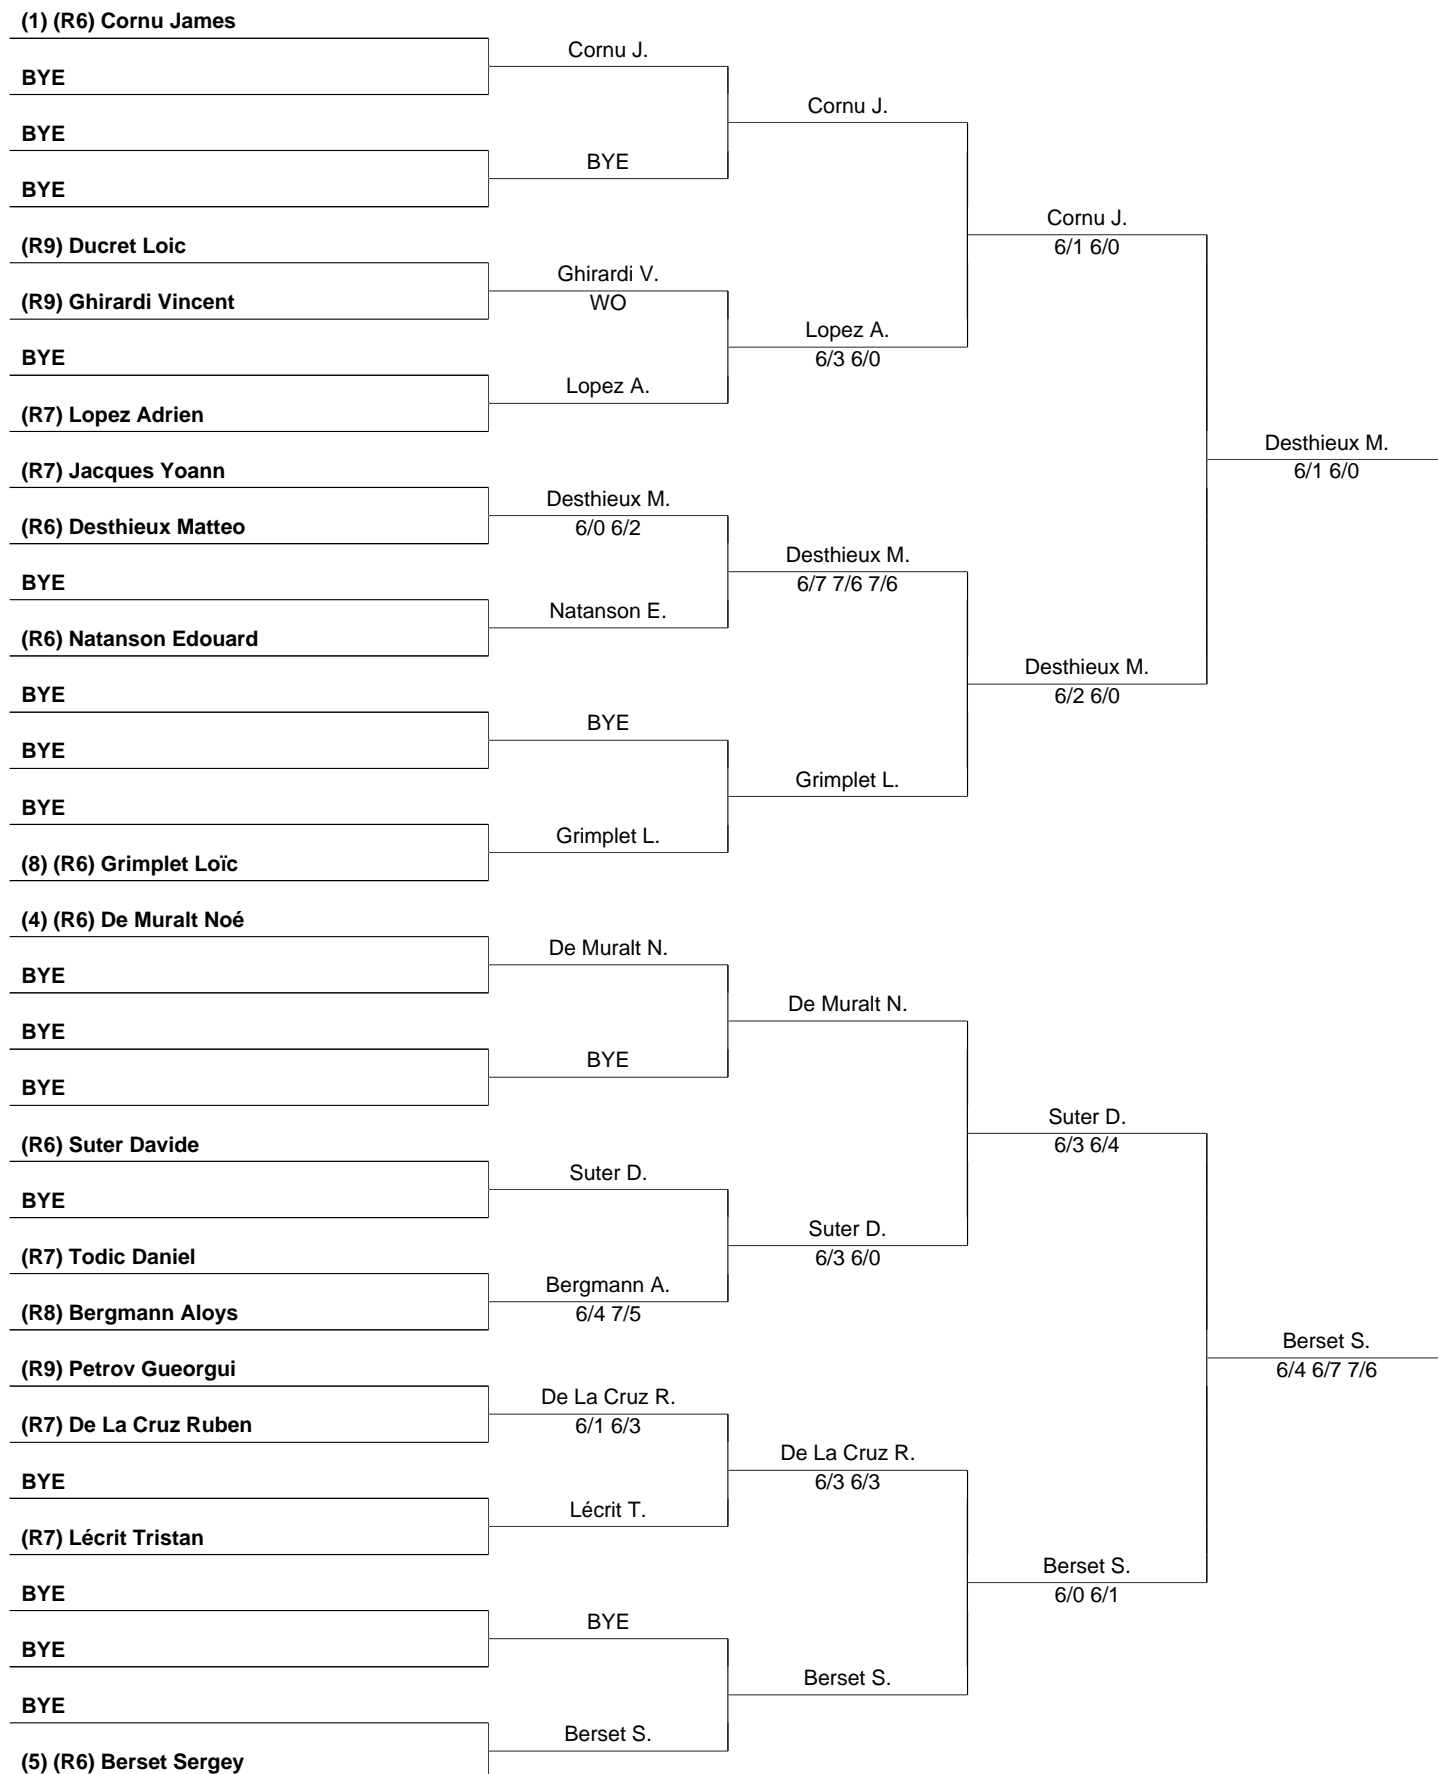 (1) (R6) Cornu James
BYE
BYE
BYE
(R9) Ducret Loic
(R9) Ghirardi Vincent
BYE
(R7) Lopez Adrien
(R7) Jacques Yoann
(R6) Desthieux Matteo
BYE
(R6) Natanson Edouard
BYE
BYE
BYE
(8) (R6) Grimplet Loïc
(4) (R6) De Muralt Noé
BYE
BYE
BYE
(R6) Suter Davide
BYE
(R7) Todic Daniel
(R8) Bergmann Aloys
(R9) Petrov Gueorgui
(R7) De La Cruz Ruben
BYE
(R7) Lécrit Tristan
BYE
BYE
BYE
(5) (R6) Berset Sergey
Cornu J.
BYE
Ghirardi V.
WO
Lopez A.
Desthieux M.
6/0 6/2
Natanson E.
BYE
Grimplet L.
De Muralt N.
BYE
Suter D.
Bergmann A.
6/4 7/5
De La Cruz R.
6/1 6/3
Lécrit T.
BYE
Berset S.
Cornu J.
Lopez A.
6/3 6/0
Desthieux M.
6/7 7/6 7/6
Grimplet L.
De Muralt N.
Suter D.
6/3 6/0
De La Cruz R.
6/3 6/3
Berset S.
Cornu J.
6/1 6/0
Desthieux M.
6/2 6/0
Suter D.
6/3 6/4
Berset S.
6/0 6/1
Desthieux M.
6/1 6/0
Berset S.
6/4 6/7 7/6